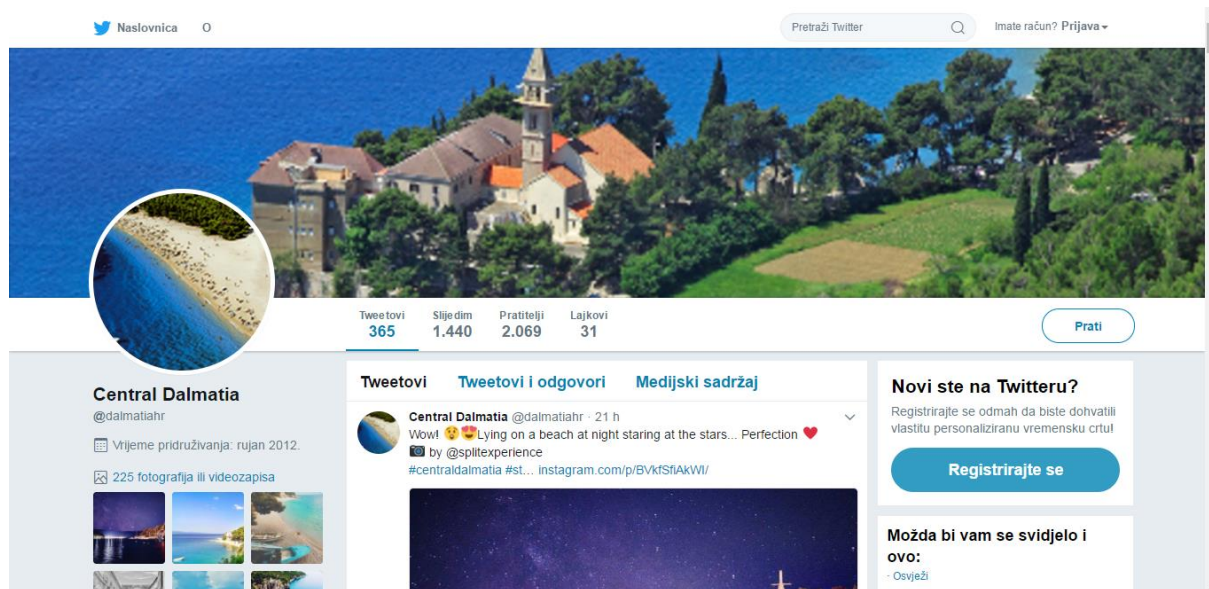 Naslovnica O Pretraži Twitter Imate račun? Prijava
Tweetovi Slijedim Pratitelji Lajkovi
365 1.440 2.069 31
Prati
Central Dalmatia
@dalmatiahr
Vrijeme pridruživanja: rujan 2012.
225 fotografija ili videozapisa
Tweetovi Tweetovi i odgovori Medijski sadržaj
Central Dalmatia @dalmatiahr · 21 h
Wow! 😲😍Lying on a beach at night staring at the stars... Perfection ❤
📷 by @splitexperience
#centraldalmatia #st… instagram.com/p/BVkfSfiAkWI/
Novi ste na Twitteru?
Registrirajte se odmah da biste dohvatili
vlastitu personaliziranu vremensku crtu!
Registrirajte se
Možda bi vam se svidjelo i
ovo:
· Osvježi